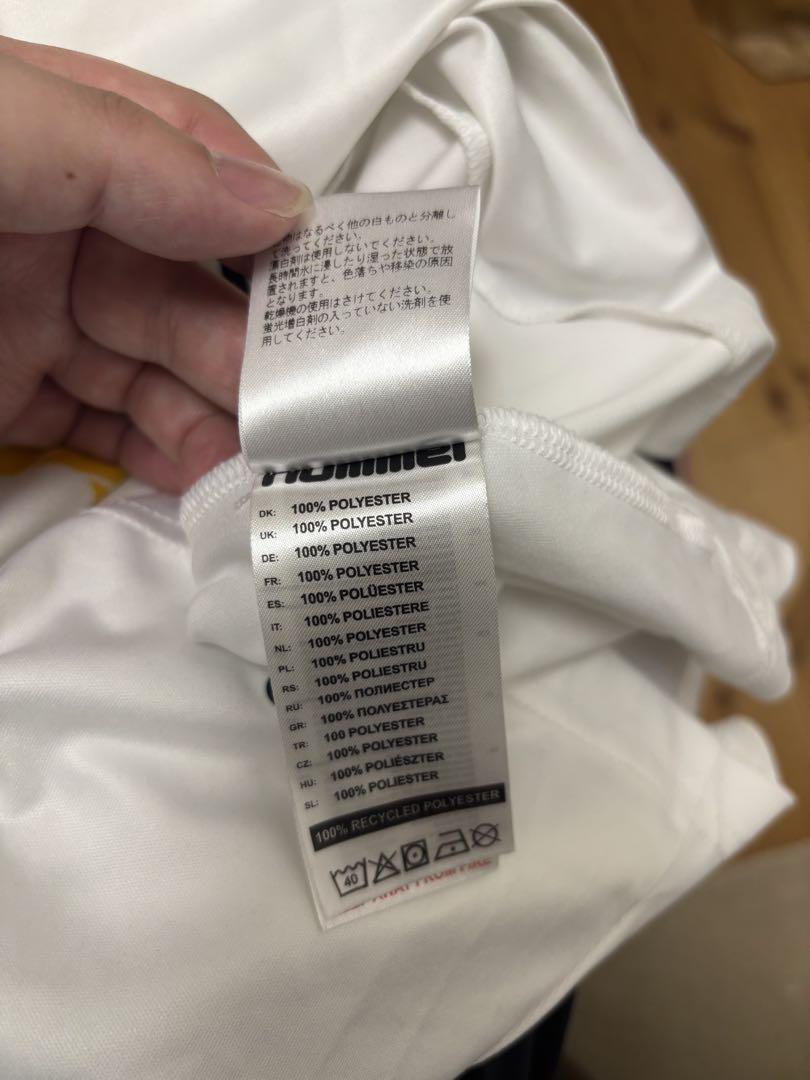 物はなるべく他の白ものと分離し
て洗ってください。
漂白剤は使用しないでください。
長時間水に浸したり湿った状態で放
置されますと、色落ちや移染の原因
となります。
乾燥機の使用はさけてください。
蛍光増白剤の入っていない洗剤を使
用してください。
hummel
DK: 100% POLYESTER
UK: 100% POLYESTER
DE: 100% POLYESTER
FR: 100% POLYESTER
ES: 100% POLÜESTER
IT: 100% POLIESTERE
NL: 100% POLYESTER
PL: 100% POLIESTRU
RS: 100% POLIESTRU
RU: 100% ПОЛИЕСТЕР
GR: 100% ΠΟΛΥΕΣΤΕΡΑΣ
TR: 100 POLYESTER
CZ: 100% POLYESTER
HU: 100% POLIÉSZTER
SL: 100% POLIESTER
100% RECYCLED POLYESTER
40
FROM FIRE